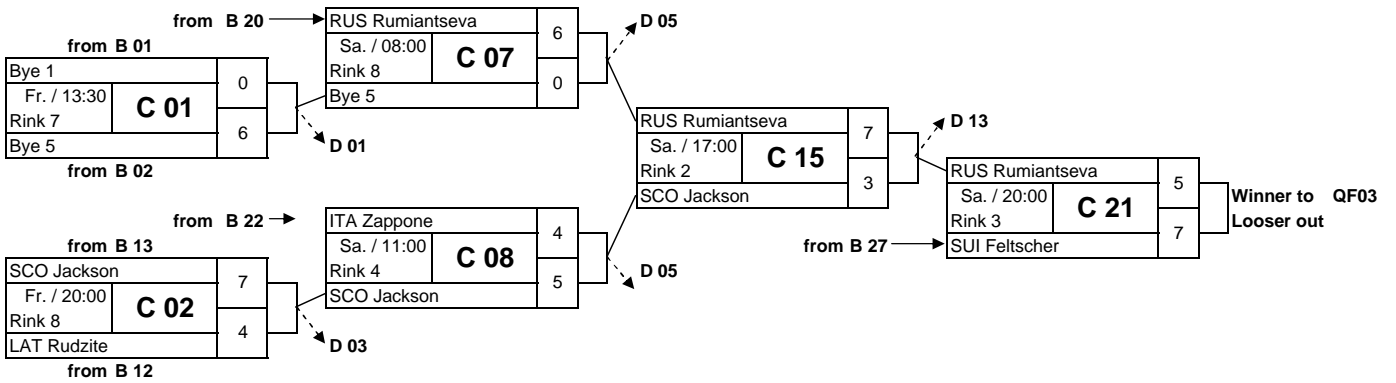 from B 20
RUS Rumiantseva
6
D 05
from B 01
Sa. / 08:00
C 07
Bye 1
0
Rink 8
0
Fr. / 13:30
C 01
Bye 5
Rink 7
6
RUS Rumiantseva
7
D 13
Bye 5
D 01
Sa. / 17:00
C 15
from B 02
Rink 2
3
RUS Rumiantseva
5
SCO Jackson
Sa. / 20:00
C 21
Winner to QF03
from B 22
ITA Zappone
4
Rink 3
7
Looser out
from B 13
Sa. / 11:00
C 08
from B 27
SUI Feltscher
SCO Jackson
7
Rink 4
5
D 05
Fr. / 20:00
C 02
SCO Jackson
Rink 8
4
LAT Rudzite
D 03
from B 12